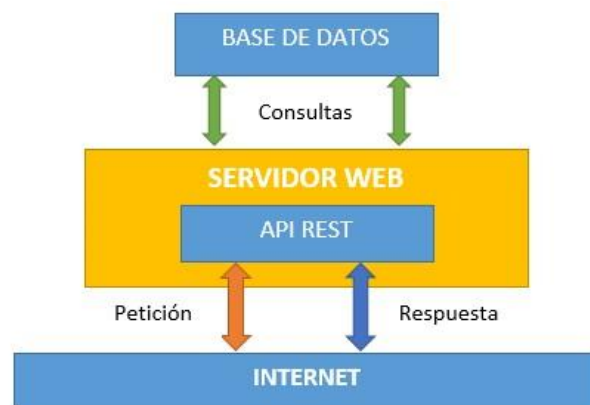 BASE DE DATOS
Consultas
SERVIDOR WEB
API REST
Petición
Respuesta
INTERNET